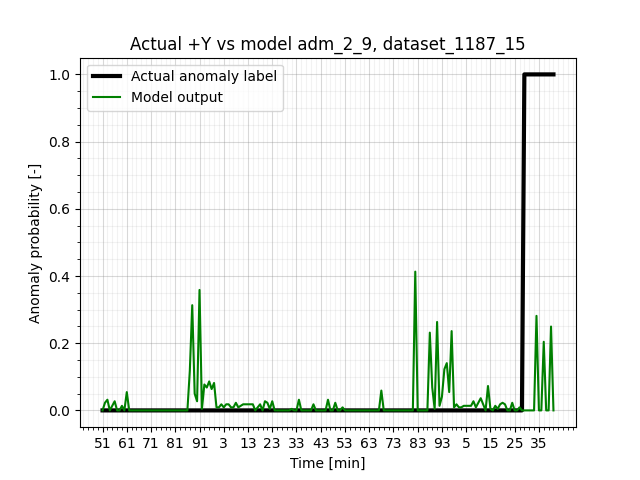 Actual +Y vs model adm_2_9, dataset_1187_15
Actual anomaly label
Model output
Anomaly probability [-]
1.0
0.8
0.6
0.4
0.2
0.0
51 61 71 81 91 3 13 23 33 43 53 63 73 83 93 5 15 25 35
Time [min]